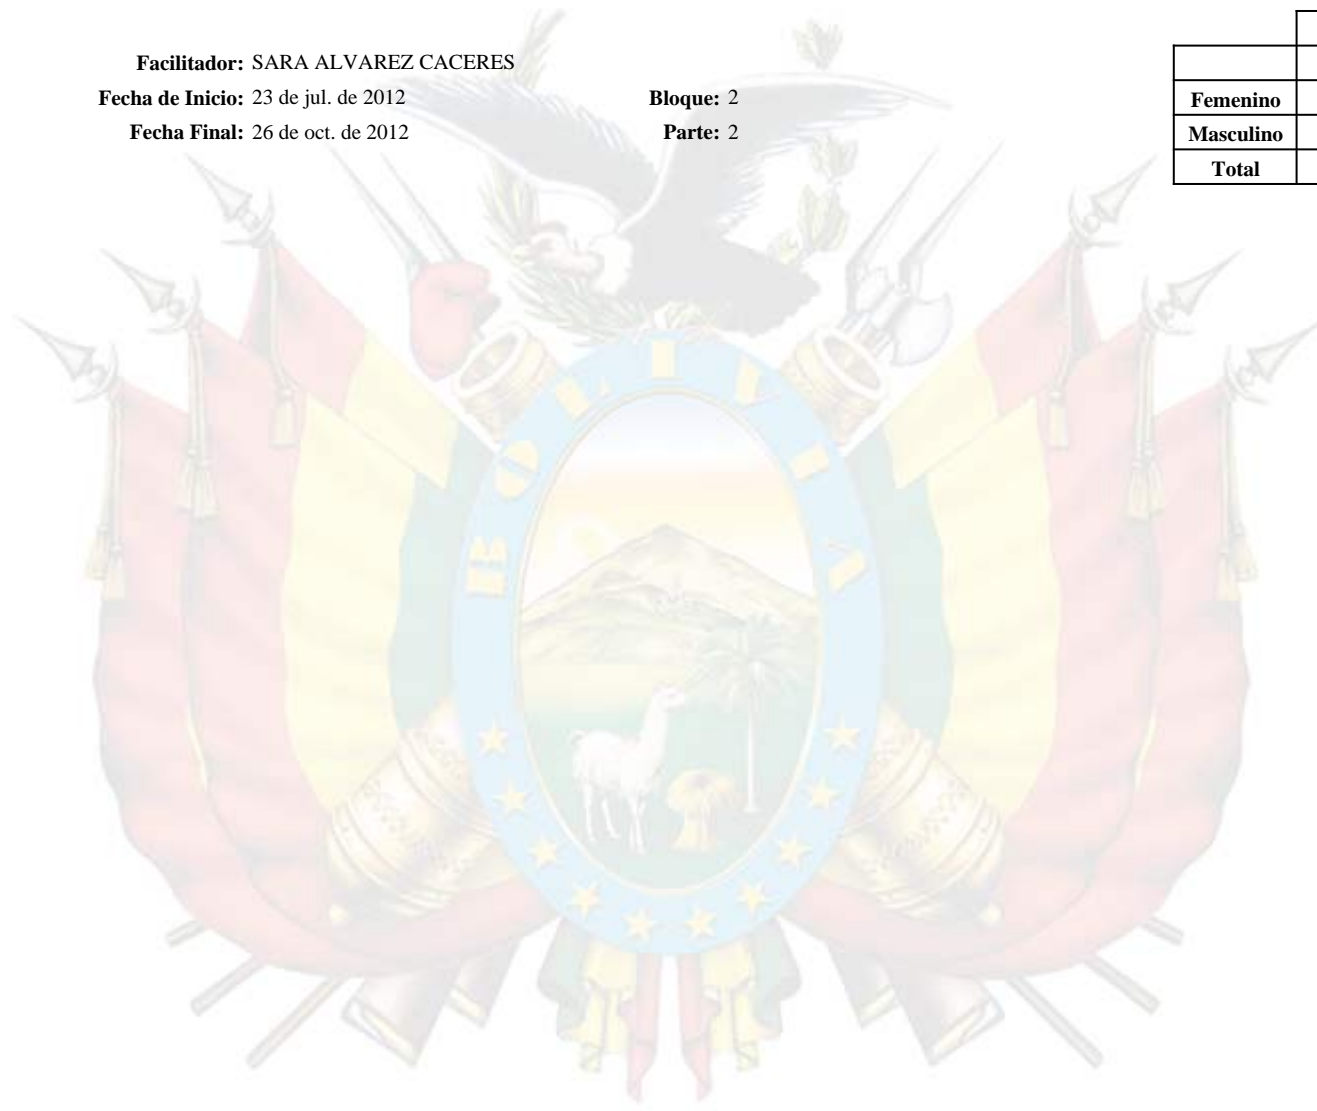 Facilitador: SARA ALVAREZ CACERES
Fecha de Inicio: 23 de jul. de 2012
Bloque: 2
Fecha Final: 26 de oct. de 2012
Parte: 2
Femenino
Masculino
Total
BOLIVIA